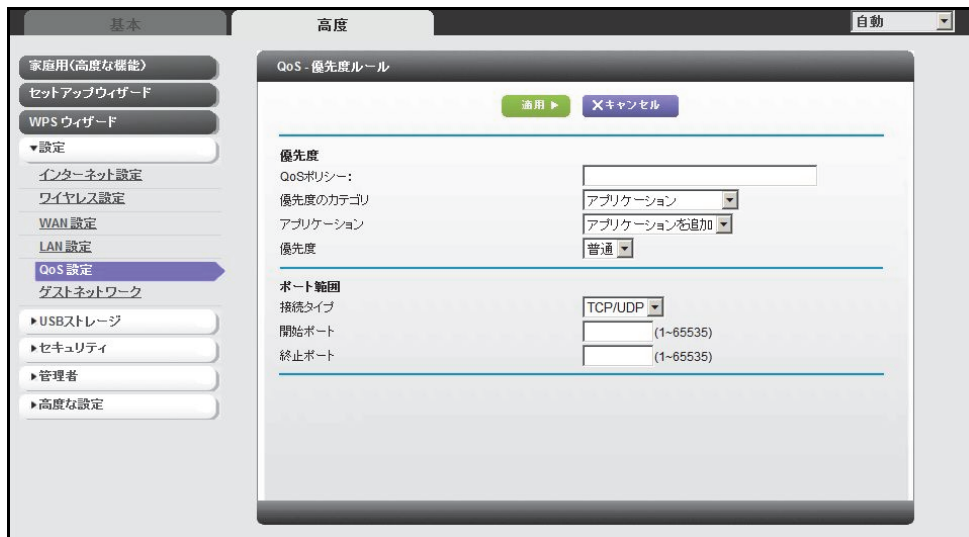 基本
高度
自動
家庭用(高度な機能)
セットアップウィザード
WPS ウィザード
▼設定
インターネット設定
ワイヤレス設定
WAN 設定
LAN 設定
QoS 設定
ゲストネットワーク
▶USBストレージ
▶セキュリティ
▶管理者
▶高度な設定
QoS - 優先度ルール
適用 ▶
Xキャンセル
優先度
QoSポリシー:
優先度のカテゴリ アプリケーション
アプリケーション アプリケーションを追加
優先度 普通
ポート範囲
接続タイプ TCP/UDP
開始ポート (1~65535)
終止ポート (1~65535)